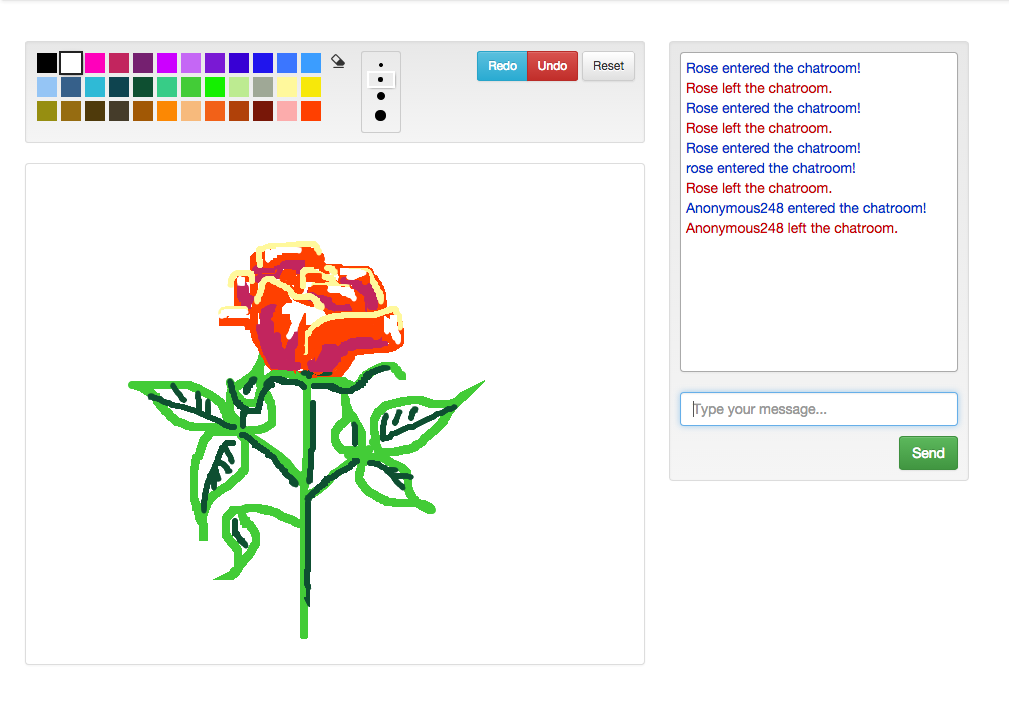 Redo Undo Reset
Rose entered the chatroom!
Rose left the chatroom.
Rose entered the chatroom!
Rose left the chatroom.
Rose entered the chatroom!
rose entered the chatroom!
Rose left the chatroom.
Anonymous248 entered the chatroom!
Anonymous248 left the chatroom.
Type your message...
Send